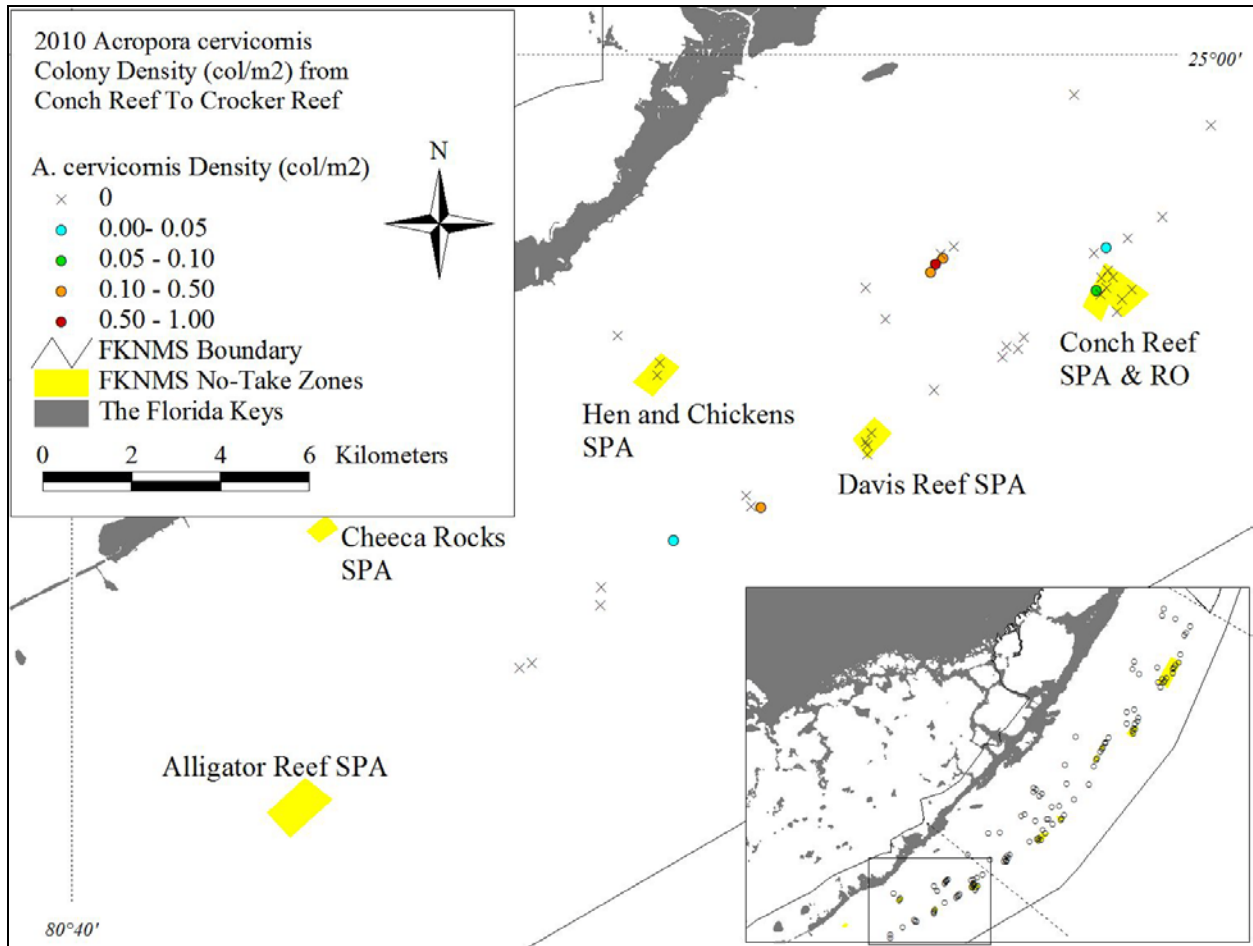 2010 Acropora cervicornis
Colony Density (col/m2) from
Conch Reef To Crocker Reef
N
A. cervicornis Density (col/m2)
0
0.00- 0.05
0.05 - 0.10
0.10 - 0.50
0.50 - 1.00
FKNMS Boundary
FKNMS No-Take Zones
The Florida Keys
0 2 4 6 Kilometers
25°00'
Conch Reef
SPA & RO
Hen and Chickens
SPA
Davis Reef SPA
Cheeca Rocks
SPA
Alligator Reef SPA
80°40'